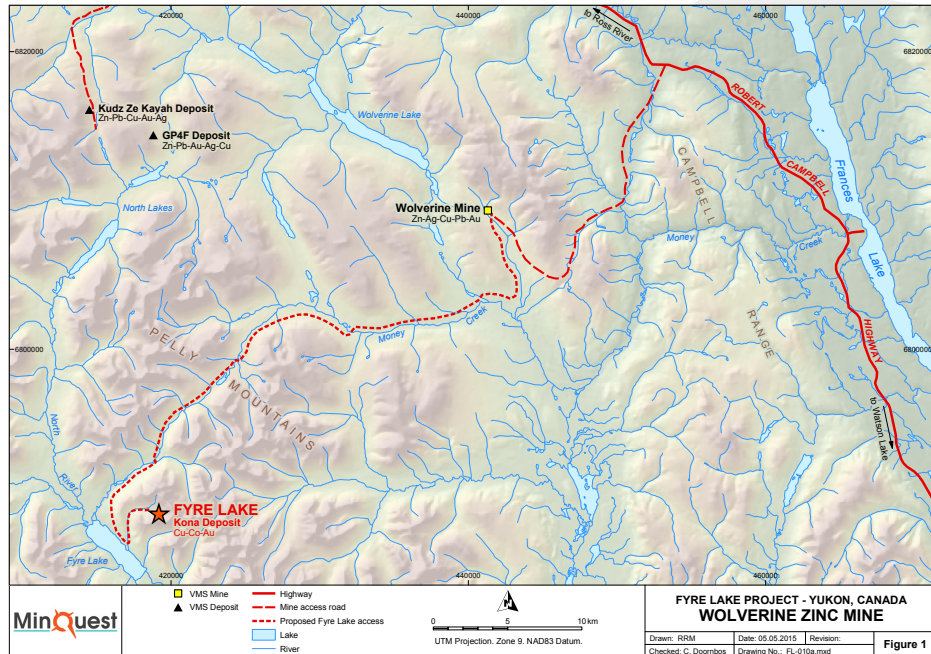 420000
440000
460000
6820000
6820000
to Ross River
Kudz Ze Kayah Deposit
Zn-Pb-Cu-Au-Ag
GP4F Deposit
Zn-Pb-Au-Ag-Cu
Wolverine Lake
ROBERT
CAMPBELL
HIGHWAY
CAMPBELL
RANGE
Frances
Lake
North Lakes
Wolverine Mine
Zn-Ag-Cu-Pb-Au
Money
Creek
Money
Creek
PELLY
MOUNTAINS
6800000
6800000
to Watson Lake
North
River
FYRE LAKE
Kona Deposit
Cu-Co-Au
Fyre Lake
420000
440000
460000
MinQuest
VMS Mine
VMS Deposit
Highway
Mine access road
Proposed Fyre Lake access
Lake
River
0 5 10km
UTM Projection. Zone 9. NAD83 Datum.
FYRE LAKE PROJECT - YUKON, CANADA
WOLVERINE ZINC MINE
Drawn: RRM Date: 05.05.2015 Revision:
Checked: C. Doornbos Drawing No.: FL-010a.mxd
Figure 1